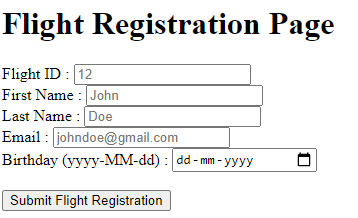 Flight Registration Page
Flight ID : 12
First Name : John
Last Name : Doe
Email : johndoe@gmail.com
Birthday (yyyy-MM-dd) : dd-mm-yyyy
Submit Flight Registration